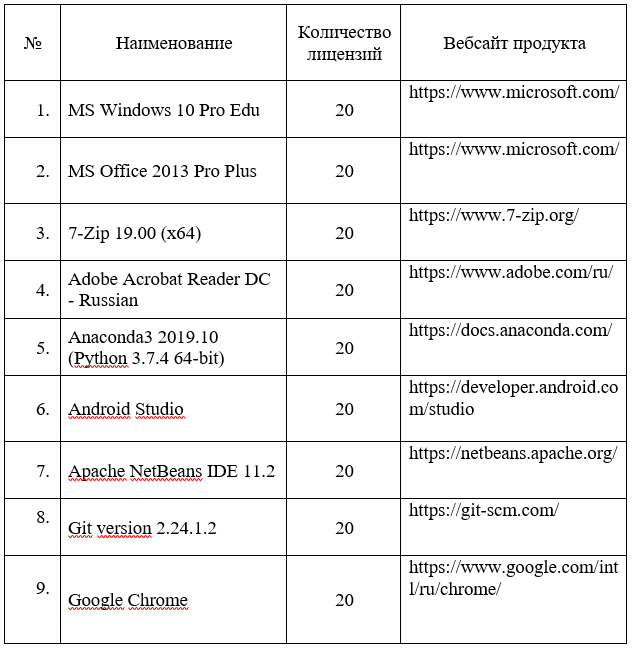 №
Наименование
Количество
лицензий
Вебсайт продукта
1.
MS Windows 10 Pro Edu
20
https://www.microsoft.com/
2.
MS Office 2013 Pro Plus
20
https://www.microsoft.com/
3.
7-Zip 19.00 (x64)
20
https://www.7-zip.org/
4.
Adobe Acrobat Reader DC
- Russian
20
https://www.adobe.com/ru/
5.
Anaconda3 2019.10
(Python 3.7.4 64-bit)
20
https://docs.anaconda.com/
6.
Android Studio
20
https://developer.android.co
m/studio
7.
Apache NetBeans IDE 11.2
20
https://netbeans.apache.org/
8.
Git version 2.24.1.2
20
https://git-scm.com/
9.
Google Chrome
20
https://www.google.com/int
l/ru/chrome/